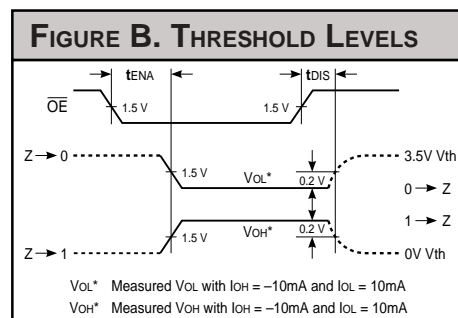 FIGURE B. THRESHOLD LEVELS
tENA tDIS
OE 1.5 V 1.5 V
Z 0 1.5 V VOL* 0.2 V 3.5V Vth
0 Z
1 Z
Z 1 1.5 V VOH* 0.2 V 0V Vth
VOL* Measured VOL with IOH = –10mA and IOL = 10mA
VOH* Measured VOH with IOH = –10mA and IOL = 10mA